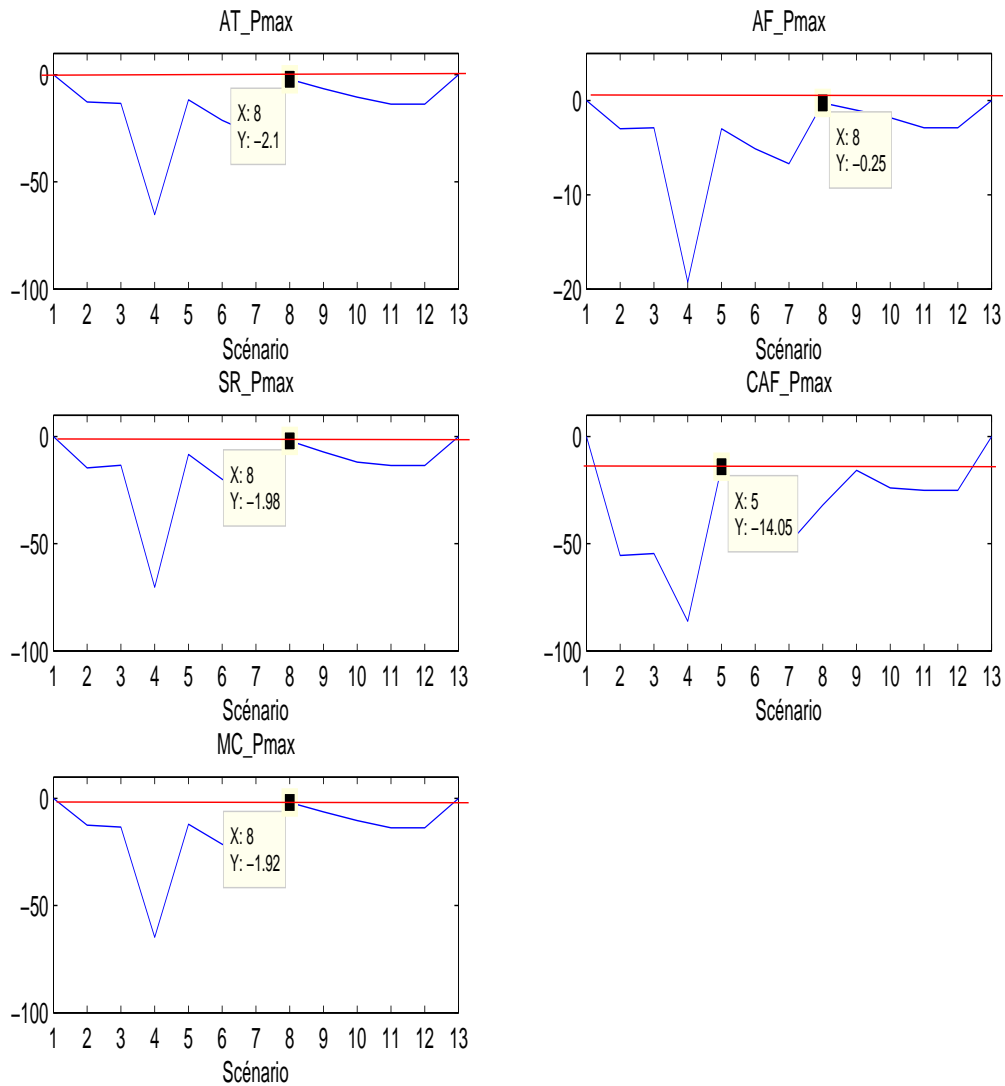 AT_Pmax
0
−50
−100
X: 8
Y: −2.1
1 2 3 4 5 6 7 8 9 10 11 12 13
Scénario
AF_Pmax
0
−10
−20
X: 8
Y: −0.25
1 2 3 4 5 6 7 8 9 10 11 12 13
Scénario
SR_Pmax
0
−50
−100
X: 8
Y: −1.98
1 2 3 4 5 6 7 8 9 10 11 12 13
Scénario
CAF_Pmax
0
−50
−100
X: 5
Y: −14.05
1 2 3 4 5 6 7 8 9 10 11 12 13
Scénario
MC_Pmax
0
−50
−100
X: 8
Y: −1.92
1 2 3 4 5 6 7 8 9 10 11 12 13
Scénario